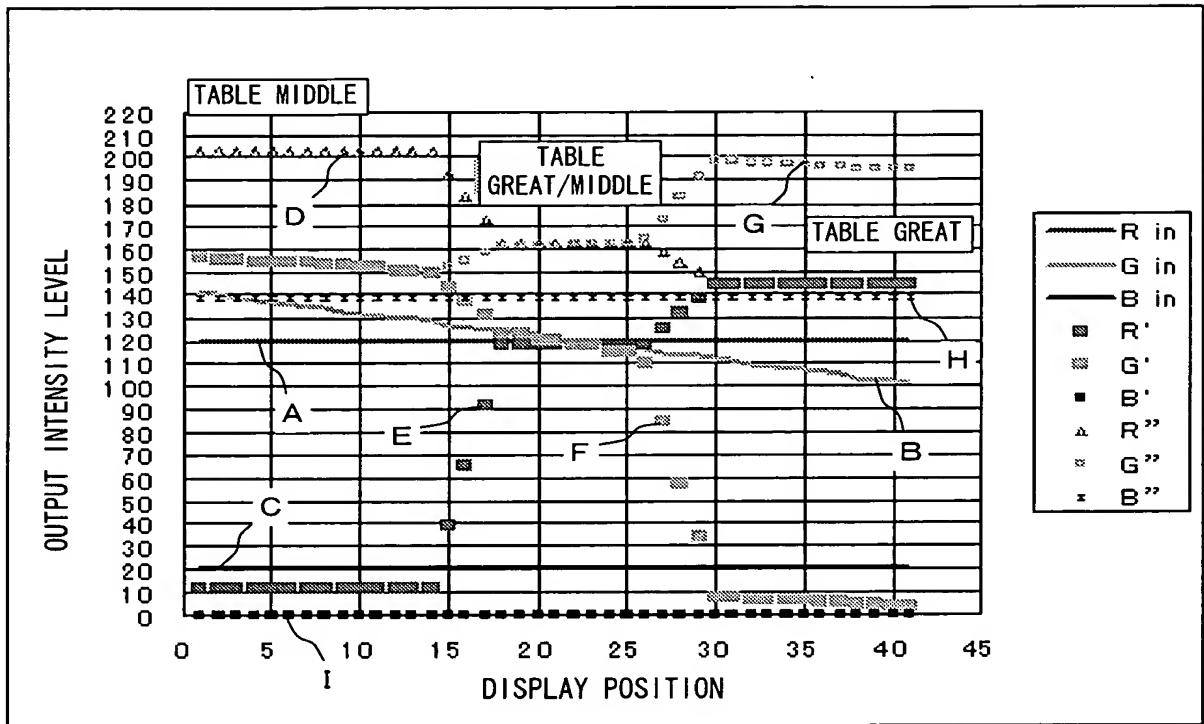 TABLE MIDDLE
TABLE
GREAT/MIDDLE
TABLE GREAT
OUTPUT INTENSITY LEVEL
220
210
200
190
180
170
160
150
140
130
120
110
100
90
80
70
60
50
40
30
20
10
0
0 5 10 15 20 25 30 35 40 45
DISPLAY POSITION
A
B
C
D
E
F
G
H
I
R in
G in
B in
R'
G'
B'
R"
G"
B"